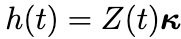 h(t) = Z(t)κ